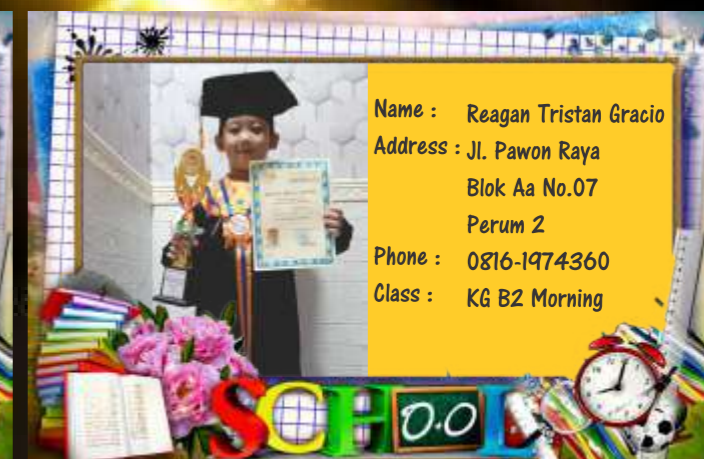 Name : Reagan Tristan Gracio
Address : Jl. Pawon Raya
Blok Aa No.07
Perum 2
Phone : 0816-1974360
Class : KG B2 Morning
SCHOOL